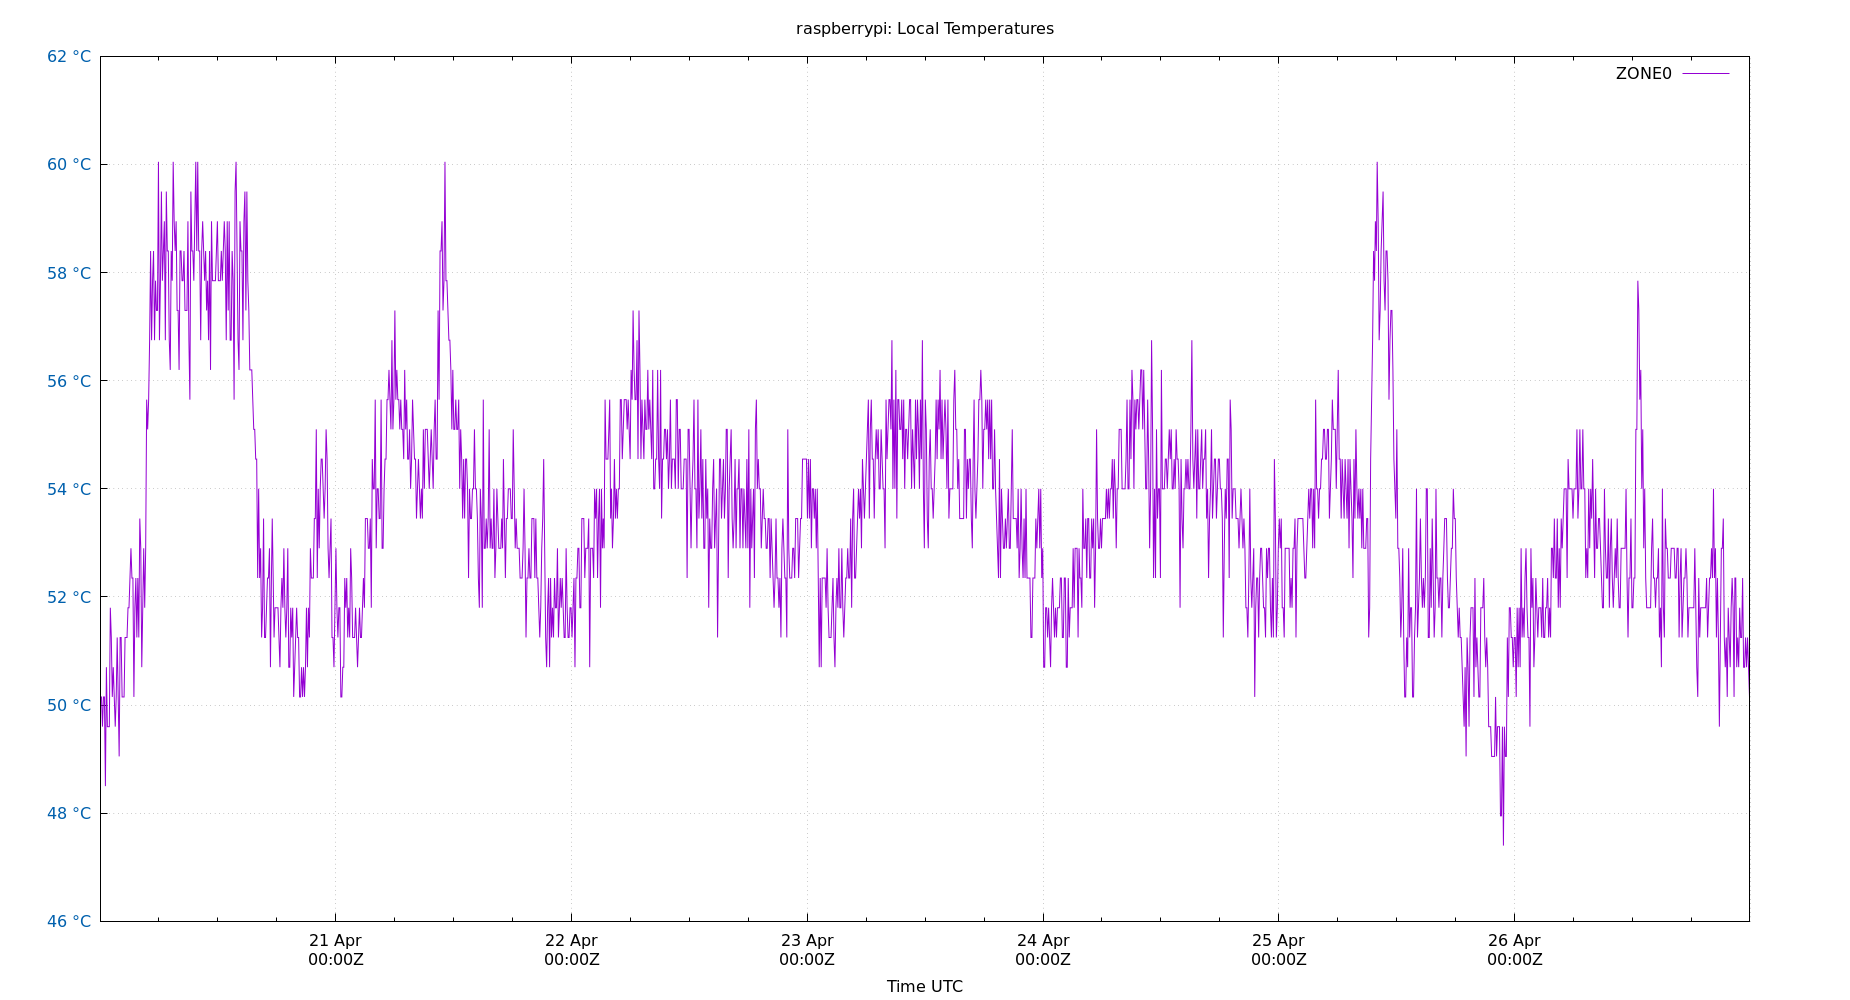 raspberrypi: Local Temperatures
62 °C
ZONE0
60 °C
58 °C
56 °C
54 °C
52 °C
50 °C
48 °C
46 °C
21 Apr 22 Apr 23 Apr 24 Apr 25 Apr 26 Apr
00:00Z 00:00Z 00:00Z 00:00Z 00:00Z 00:00Z
Time UTC